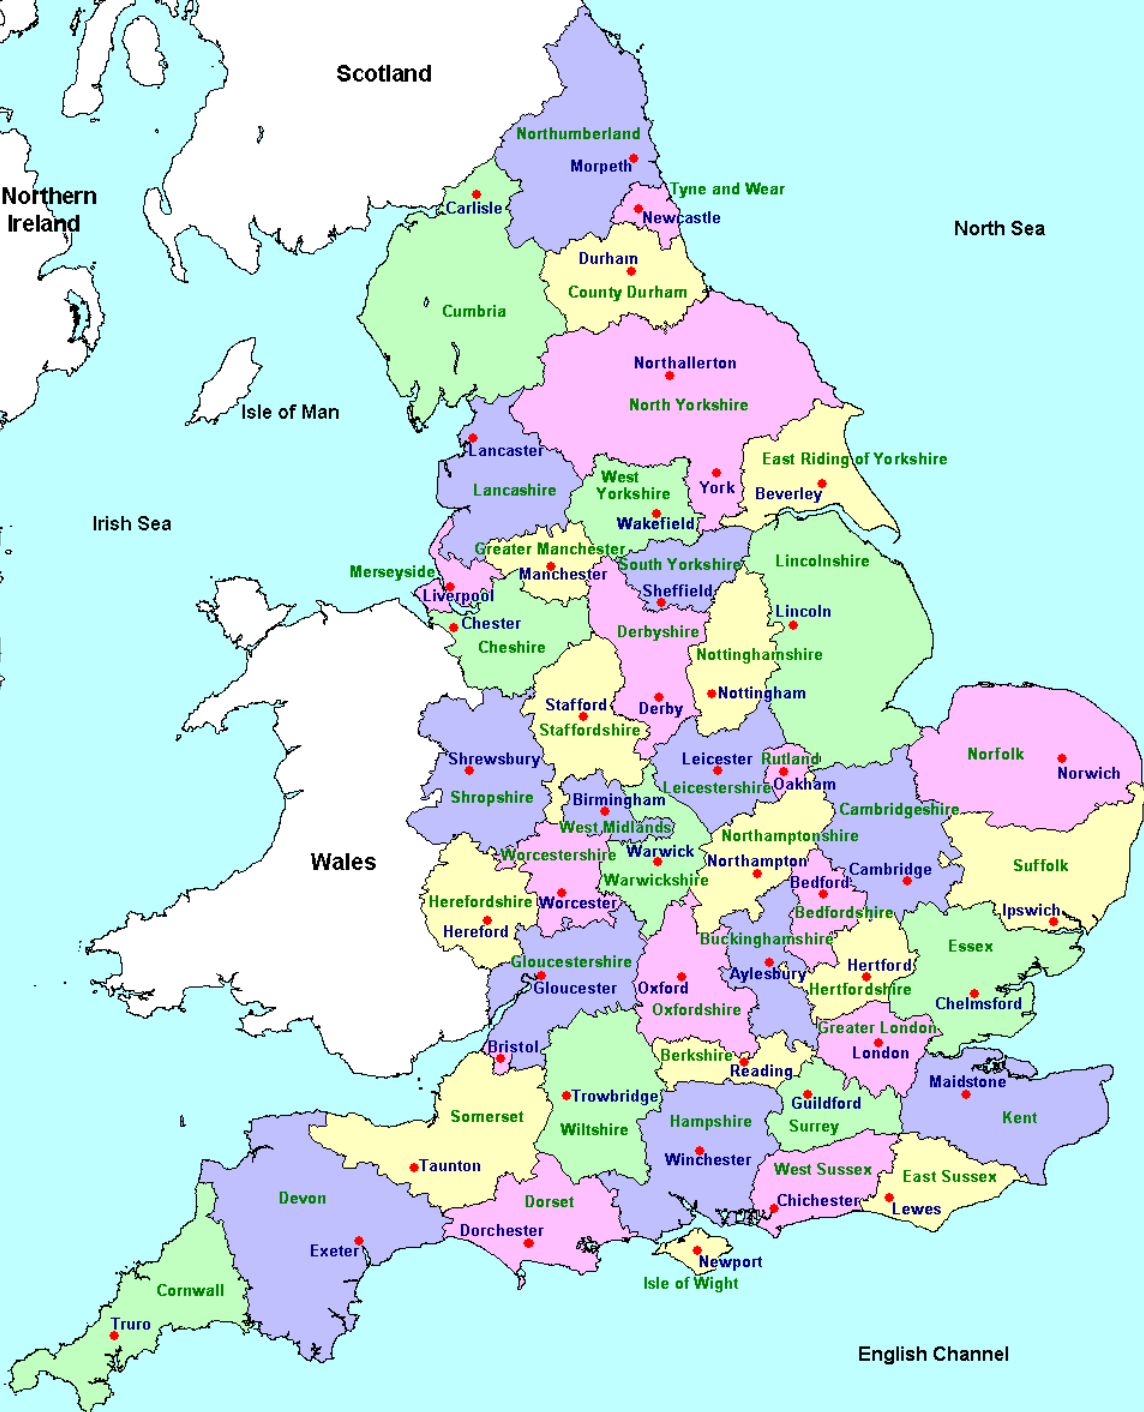 Scotland
Northumberland
Morpeth
Tyne and Wear
Carlisle
Newcastle
Northern
Ireland
North Sea
Durham
County Durham
Cumbria
Northallerton
North Yorkshire
Isle of Man
Lancaster
East Riding of Yorkshire
West
Yorkshire
York
Beverley
Lancashire
Irish Sea
Wakefield
Greater Manchester
South Yorkshire
Lincolnshire
Merseyside
Manchester
Liverpool
Sheffield
Lincoln
Chester
Derbyshire
Cheshire
Nottinghamshire
Nottingham
Stafford
Derby
Staffordshire
Shrewsbury
Leicester
Rutland
Norfolk
Norwich
Leicestershire
Oakham
Shropshire
Birmingham
Cambridgeshire
West Midlands
Northamptonshire
Wales
Worcestershire
Warwick
Northampton
Suffolk
Cambridge
Warwickshire
Bedford
Herefordshire
Worcester
Bedfordshire
Ipswich
Hereford
Buckinghamshire
Essex
Gloucestershire
Hertford
Aylesbury
Gloucester
Oxford
Hertfordshire
Chelmsford
Oxfordshire
Greater London
Bristol
Berkshire
London
Reading
Maidstone
Trowbridge
Guildford
Somerset
Hampshire
Kent
Wiltshire
Surrey
Winchester
Taunton
West Sussex
East Sussex
Devon
Dorset
Chichester
Lewes
Dorchester
Exeter
Newport
Isle of Wight
Cornwall
Truro
English Channel